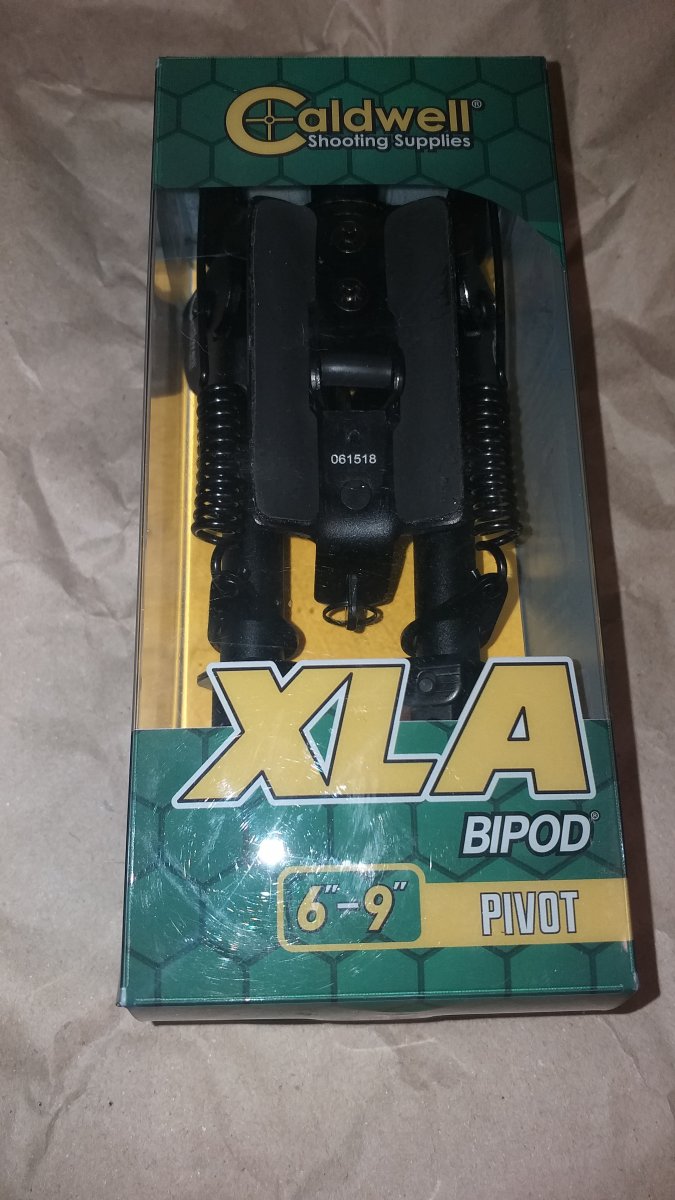 Caldwell®
Shooting Supplies
061518
XLA
BIPOD®
6"-9"
PIVOT